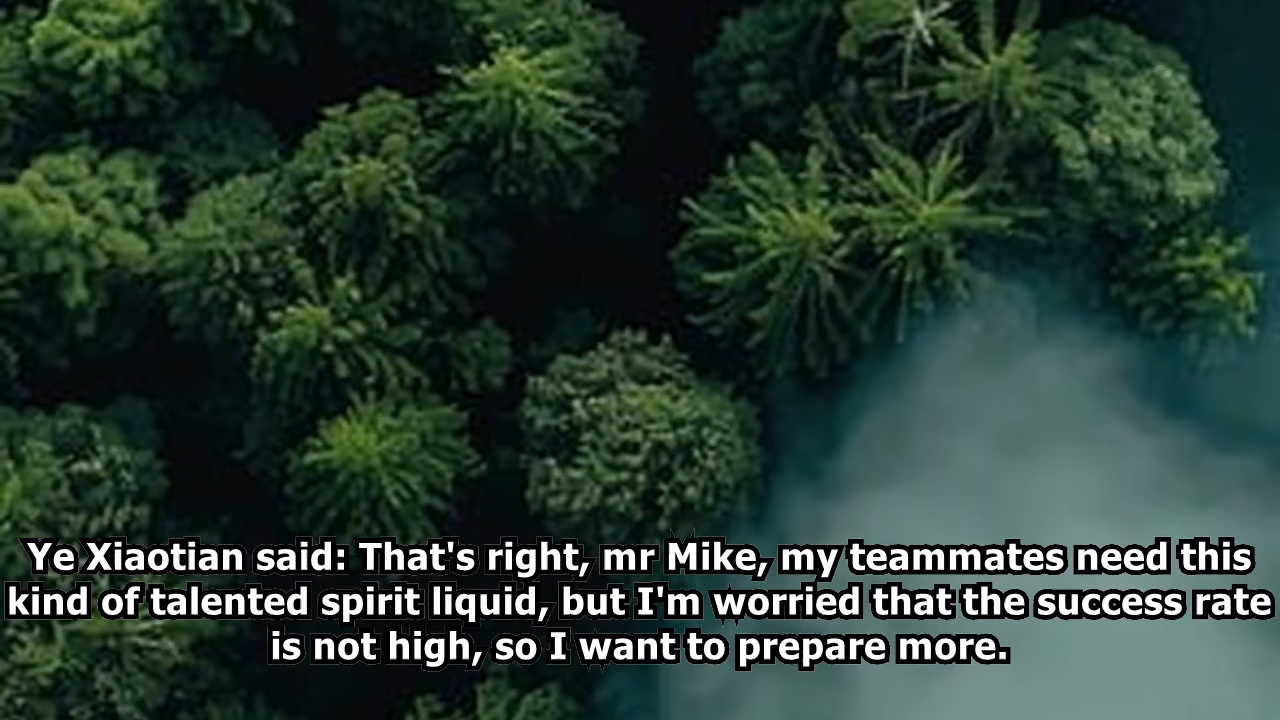 Ye Xiaotian said: That's right, mr Mike, my teammates need this
kind of talented spirit liquid, but I'm worried that the success rate
is not high, so I want to prepare more.